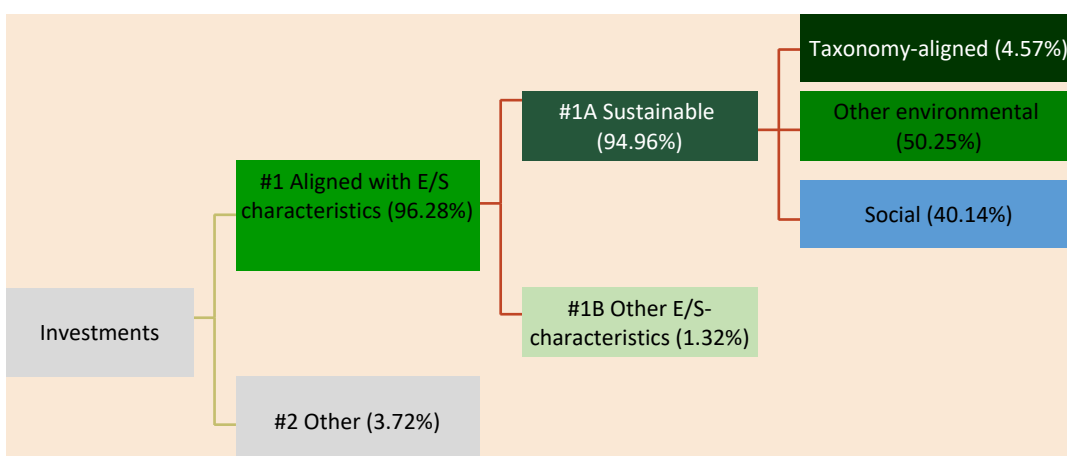 Taxonomy-aligned (4.57%)
#1A Sustainable
(94.96%)
Other environmental
(50.25%)
#1 Aligned with E/S
characteristics (96.28%)
Social (40.14%)
#1B Other E/S-
characteristics (1.32%)
Investments
#2 Other (3.72%)